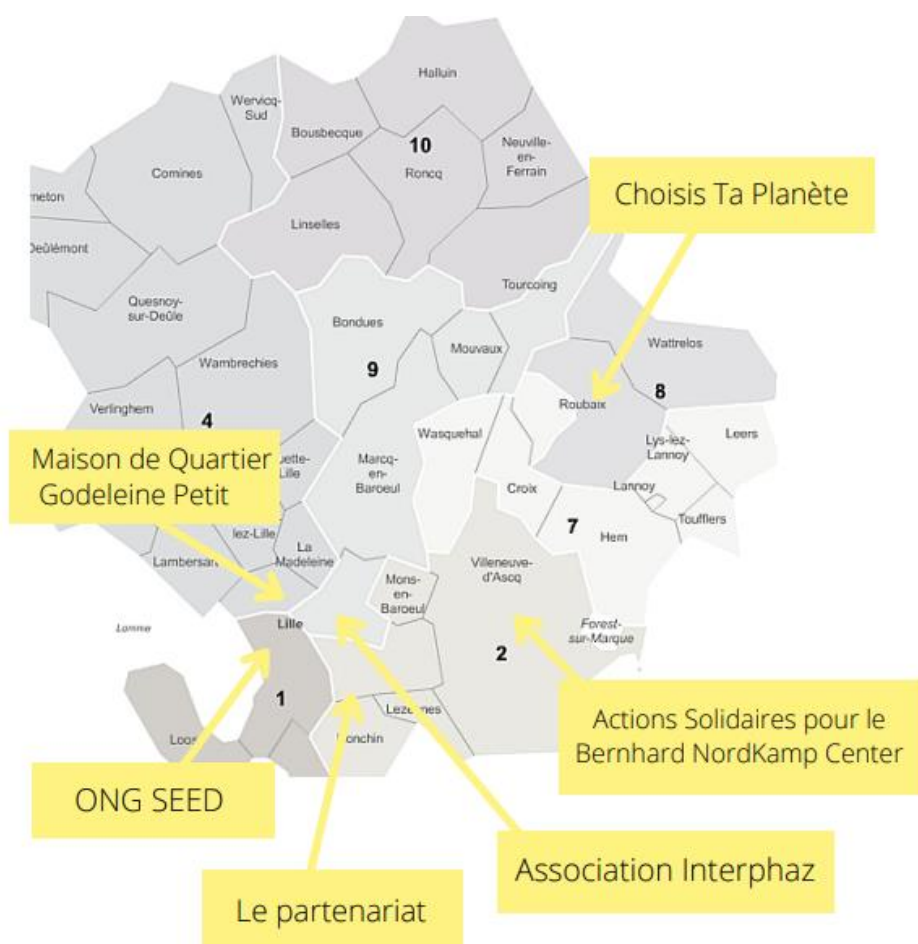 Halluin
Wervicq-
Sud
Bousbecque
10
Roncq
Neuville-
en-
Ferrain
Comines
Choisis Ta Planète
neton
Linselles
Deûlémont
Tourcoing
Quesnoy-
sur-Deûle
Bondues
Mouvaux
Wattrelos
Wambrechies
9
8
Verlinghem
Roubaix
4
Wasquehal
Lys-lez-
Lannoy
Leers
Maison de Quartier
Godeleine Petit
uette-
Lille
Marcq-
en-
Baroeul
Croix
Lannoy
Toufflers
lez-Lille
7
Hem
La
Madeleine
Lambersar
Villeneuve-
d'Ascq
Mons-
en-
Baroeul
Lomme
Lille
Forest-
sur-Marque
2
1
Loos
Lezennes
Ronchin
Actions Solidaires pour le
Bernhard NordKamp Center
ONG SEED
Association Interphaz
Le partenariat